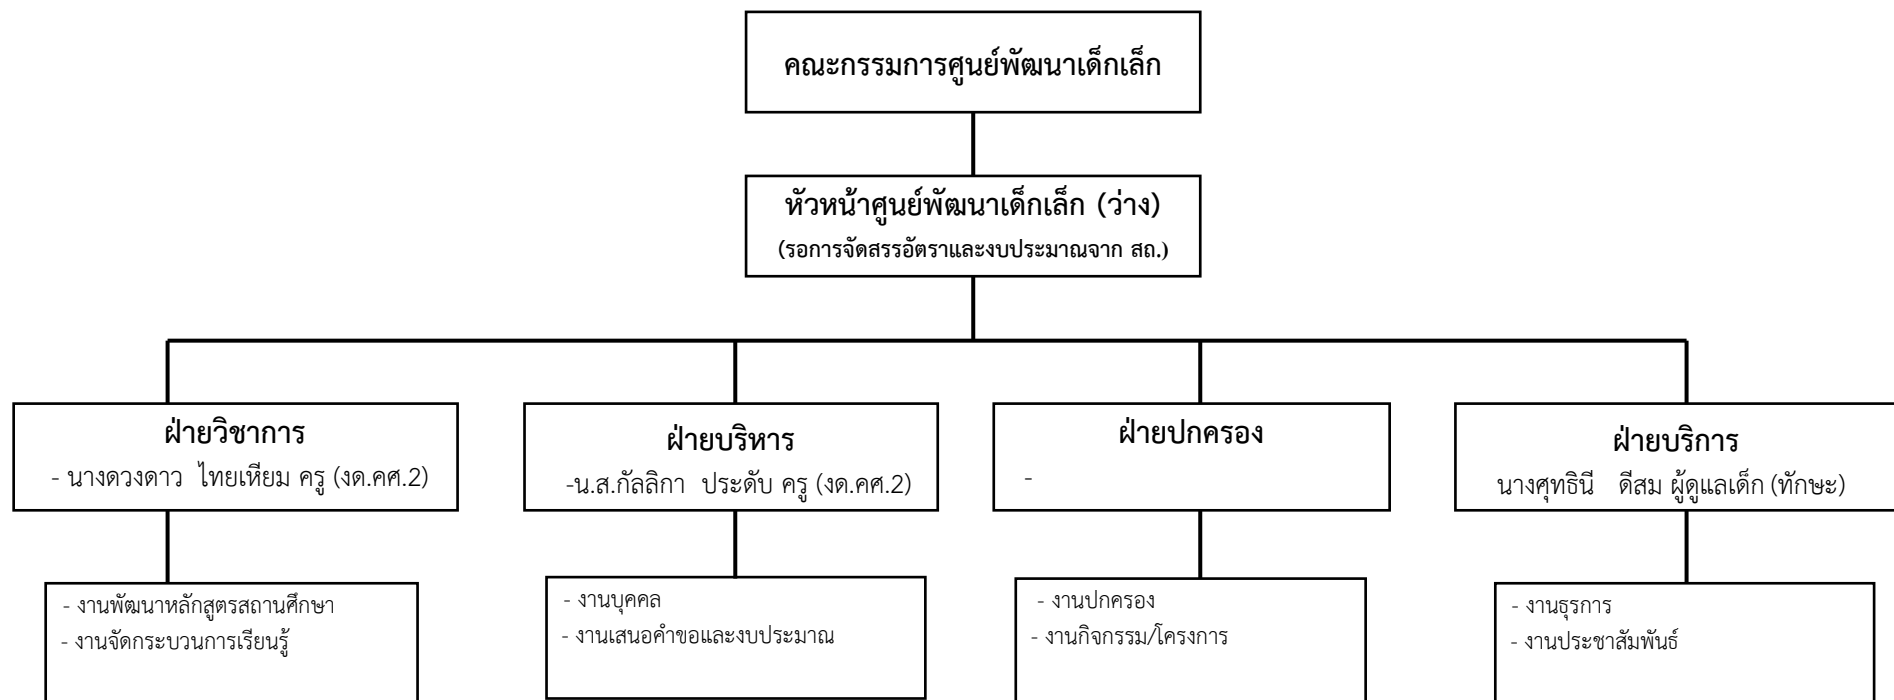 คณะกรรมการศูนย์พัฒนาเด็กเล็ก
หัวหน้าศูนย์พัฒนาเด็กเล็ก (ว่าง)
(รอการจัดสรรอัตราและงบประมาณจาก สถ.)
ฝ่ายวิชาการ
- นางดวงดาว ไทยเหียม ครู (งด.คศ.2)
ฝ่ายบริหาร
-น.ส.กัลลิกา ประดับ ครู (งด.คศ.2)
ฝ่ายปกครอง
-
ฝ่ายบริการ
นางศุทธินี ดีสม ผู้ดูแลเด็ก (ทักษะ)
- งานพัฒนาหลักสูตรสถานศึกษา
- งานจัดกระบวนการเรียนรู้
- งานบุคคล
- งานเสนอคำขอและงบประมาณ
- งานปกครอง
- งานกิจกรรม/โครงการ
- งานธุรการ
- งานประชาสัมพันธ์